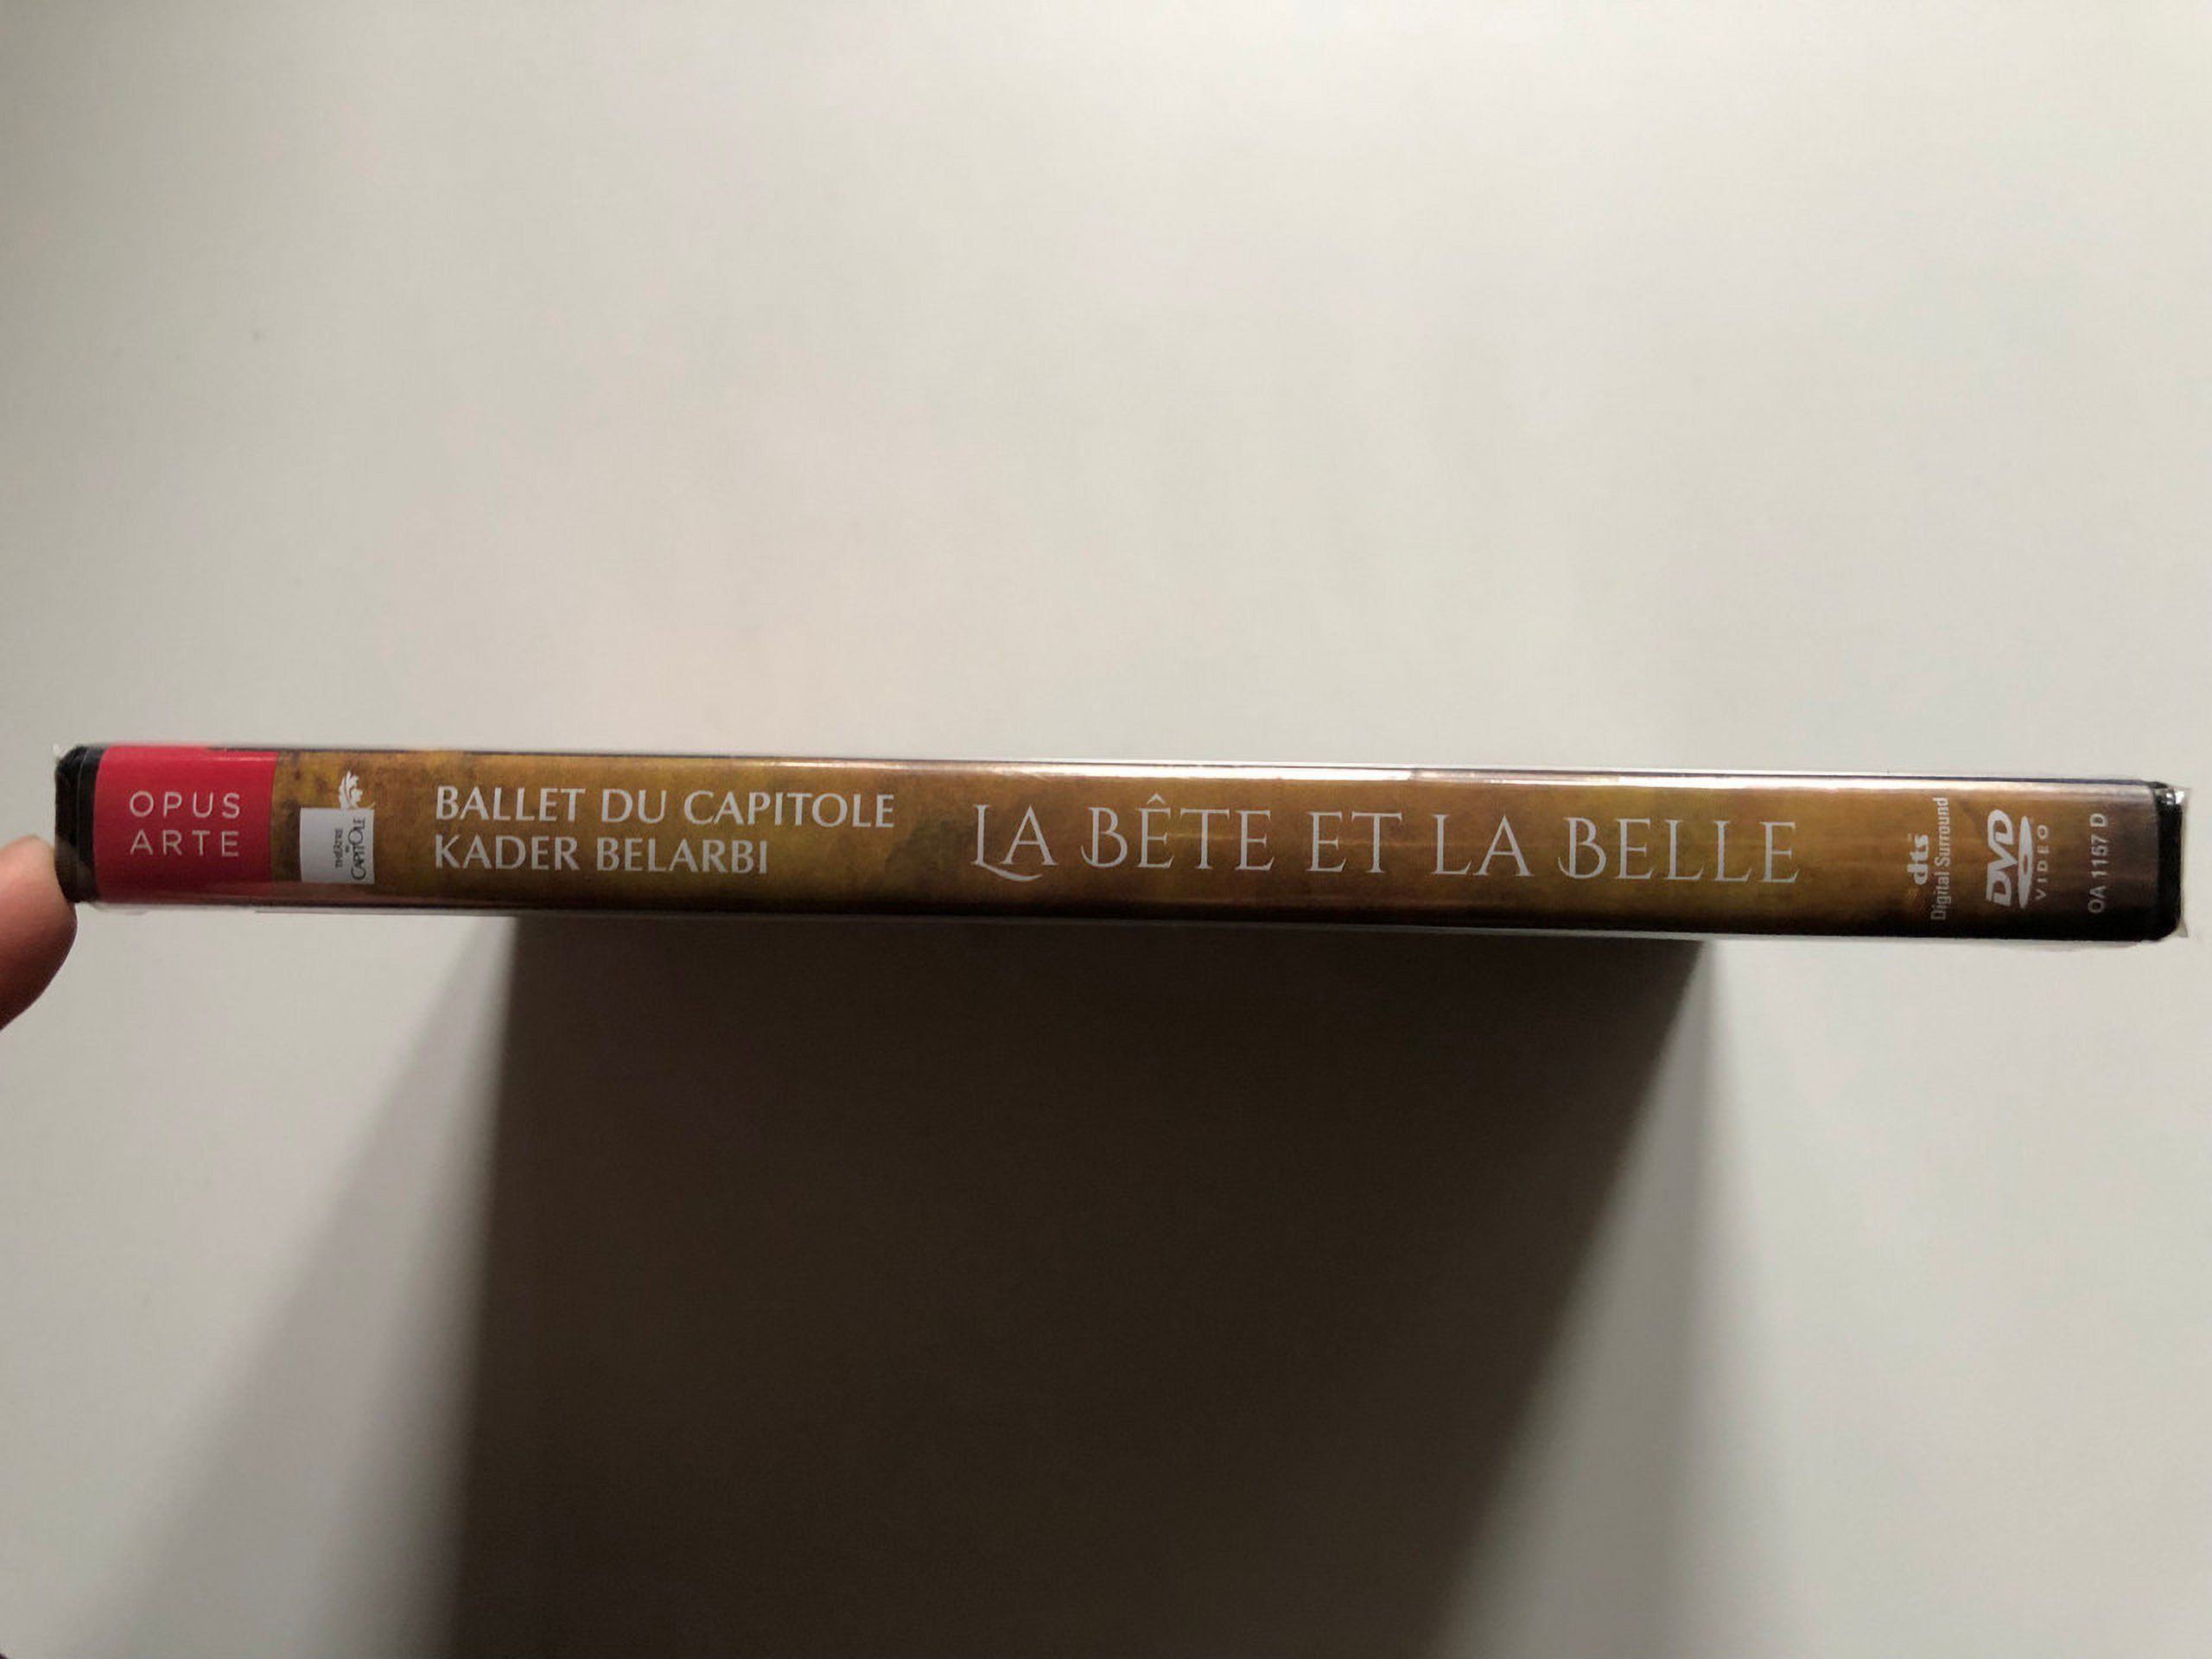 OPUS
ARTE
THÉÂTRE
DU
CAPITOLE
BALLET DU CAPITOLE
KADER BELARBI
LA BÊTE ET LA BELLE
dts
Digital Surround
DVD
VIDEO
OA 1157 D